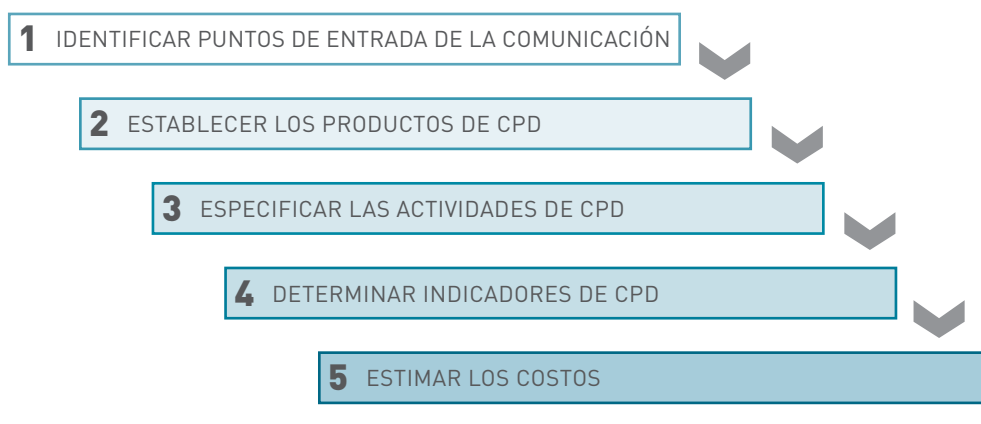 1 IDENTIFICAR PUNTOS DE ENTRADA DE LA COMUNICACIÓN
2 ESTABLECER LOS PRODUCTOS DE CPD
3 ESPECIFICAR LAS ACTIVIDADES DE CPD
4 DETERMINAR INDICADORES DE CPD
5 ESTIMAR LOS COSTOS